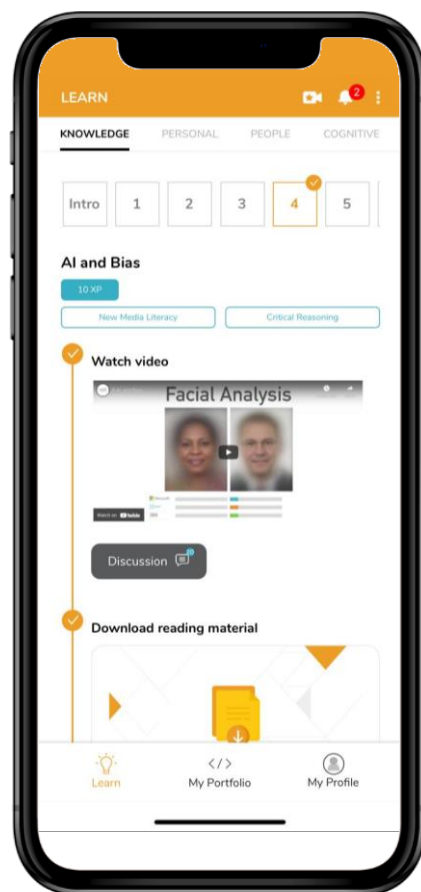 LEARN
2
KNOWLEDGE PERSONAL PEOPLE COGNITIVE
Intro 1 2 3 4 5
AI and Bias
10 XP
New Media Literacy Critical Reasoning
Watch video
Facial Analysis
Watch on YouTube
Discussion
Download reading material
</>
Learn My Portfolio My Profile